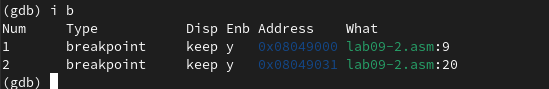 (gdb) i b
Num     Type           Disp Enb Address    What
1       breakpoint     keep y   0x08049000 lab09-2.asm:9
2       breakpoint     keep y   0x08049031 lab09-2.asm:20
(gdb)